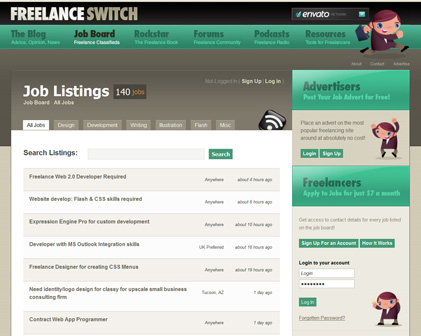 FREELANCE SWITCH
envato
The Blog
Advice, Opinion, News
Job Board
Freelance Classifieds
Rockstar
The Freelance Book
Forums
Freelance Community
Podcasts
Freelance Radio
Resources
Tools for Freelancers
About Contact Advertise
Job Listings 140 jobs
Job Board · All Jobs
Not Logged In ( Sign Up | Log in )
All Jobs Design Development Writing Illustration Flash Misc
Search Listings: Search
Freelance Web 2.0 Developer Required Anywhere about 4 hours ago
Website develop: Flash & CSS skills required Anywhere about 5 hours ago
Expression Engine Pro for custom development Anywhere about 15 hours ago
Developer with MS Outlook Integration skills UK Preferred about 16 hours ago
Freelance Designer for creating CSS Menus Anywhere about 18 hours ago
Need identity/logo design for classy for upscale small business
consulting firm Tucson, AZ 1 day ago
Contract Web App Programmer Anywhere 1 day ago
Advertisers
Post Your Job Advert for Free!
Place an advert on the most
popular freelancing site
around at absolutely no cost!
Login Sign Up
Freelancers
Apply to Jobs for just $7 a month
Get access to contact details for every job listed
on the job board!
Sign Up For an Account How It Works
Login to your account
Login
Log In
Forgotten Password?